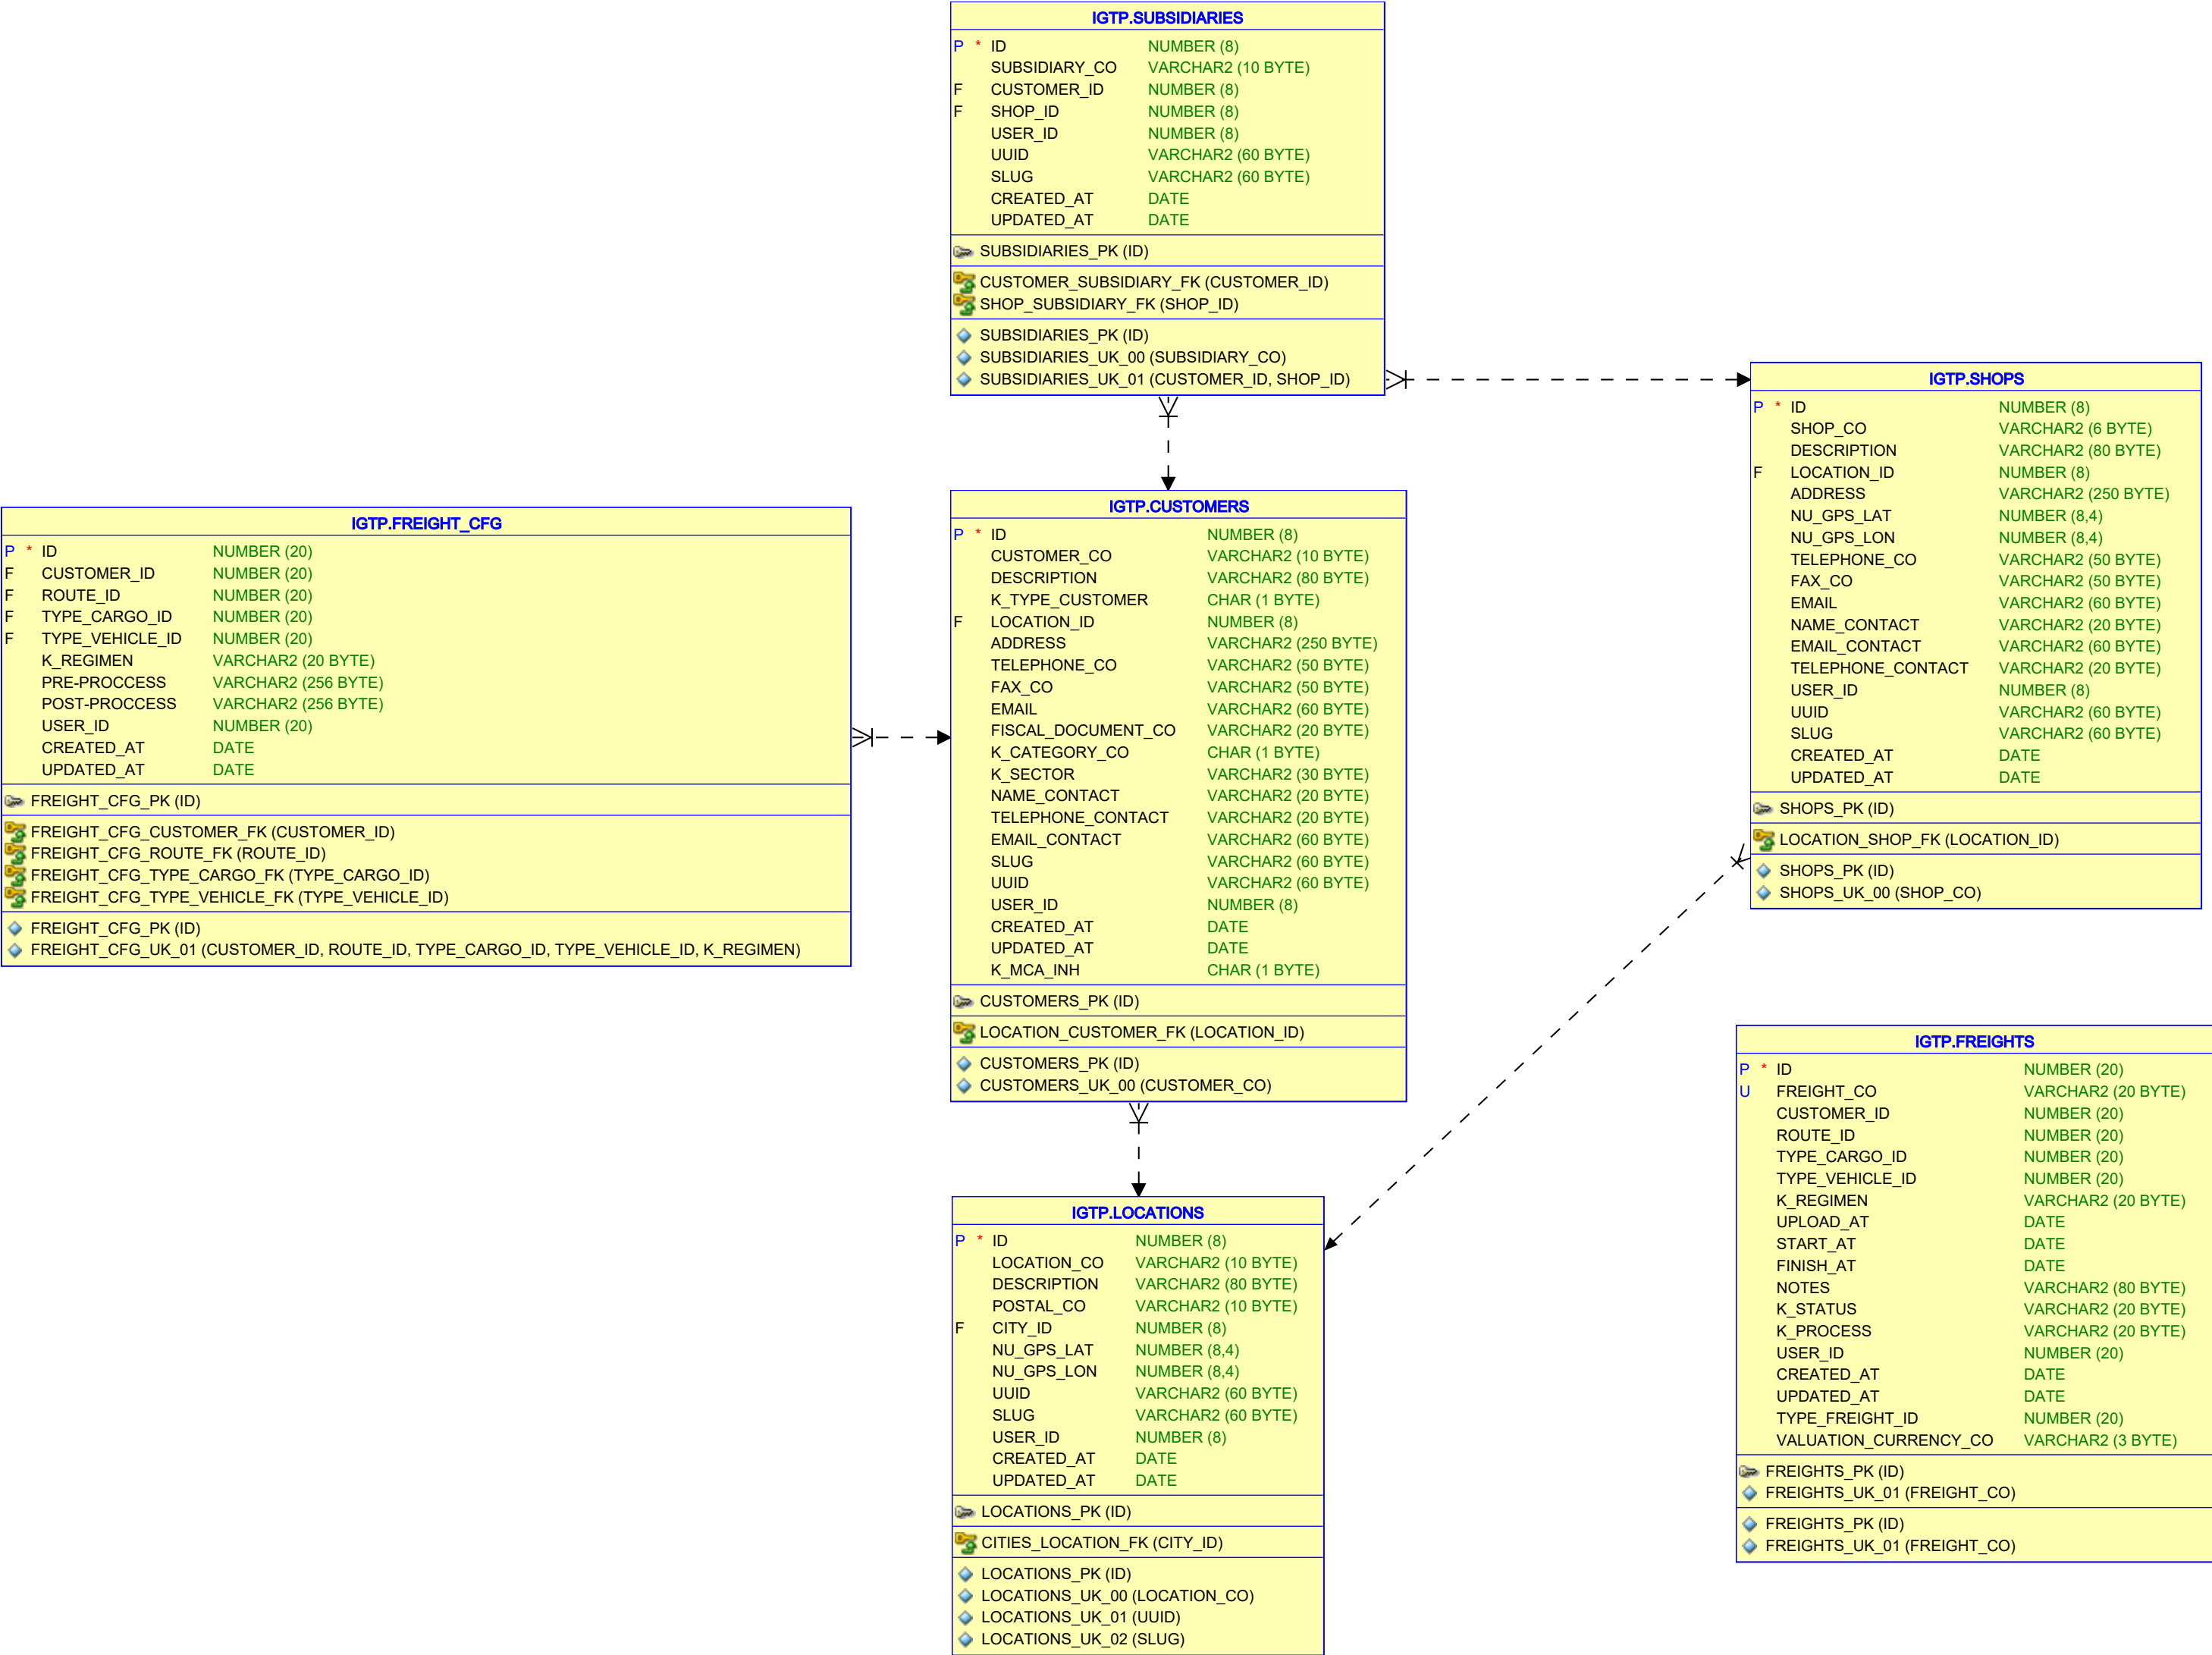 IGTP.SUBSIDIARIES
P * ID NUMBER (8)
SUBSIDIARY_CO VARCHAR2 (10 BYTE)
F CUSTOMER_ID NUMBER (8)
F SHOP_ID NUMBER (8)
USER_ID NUMBER (8)
UUID VARCHAR2 (60 BYTE)
SLUG VARCHAR2 (60 BYTE)
CREATED_AT DATE
UPDATED_AT DATE
SUBSIDIARIES_PK (ID)
CUSTOMER_SUBSIDIARY_FK (CUSTOMER_ID)
SHOP_SUBSIDIARY_FK (SHOP_ID)
SUBSIDIARIES_PK (ID)
SUBSIDIARIES_UK_00 (SUBSIDIARY_CO)
SUBSIDIARIES_UK_01 (CUSTOMER_ID, SHOP_ID)
IGTP.SHOPS
P * ID NUMBER (8)
SHOP_CO VARCHAR2 (6 BYTE)
DESCRIPTION VARCHAR2 (80 BYTE)
F LOCATION_ID NUMBER (8)
ADDRESS VARCHAR2 (250 BYTE)
NU_GPS_LAT NUMBER (8,4)
NU_GPS_LON NUMBER (8,4)
TELEPHONE_CO VARCHAR2 (50 BYTE)
FAX_CO VARCHAR2 (50 BYTE)
EMAIL VARCHAR2 (60 BYTE)
NAME_CONTACT VARCHAR2 (20 BYTE)
EMAIL_CONTACT VARCHAR2 (60 BYTE)
TELEPHONE_CONTACT VARCHAR2 (20 BYTE)
USER_ID NUMBER (8)
UUID VARCHAR2 (60 BYTE)
SLUG VARCHAR2 (60 BYTE)
CREATED_AT DATE
UPDATED_AT DATE
SHOPS_PK (ID)
LOCATION_SHOP_FK (LOCATION_ID)
SHOPS_PK (ID)
SHOPS_UK_00 (SHOP_CO)
IGTP.FREIGHT_CFG
P * ID NUMBER (20)
F CUSTOMER_ID NUMBER (20)
F ROUTE_ID NUMBER (20)
F TYPE_CARGO_ID NUMBER (20)
F TYPE_VEHICLE_ID NUMBER (20)
K_REGIMEN VARCHAR2 (20 BYTE)
PRE-PROCCESS VARCHAR2 (256 BYTE)
POST-PROCCESS VARCHAR2 (256 BYTE)
USER_ID NUMBER (20)
CREATED_AT DATE
UPDATED_AT DATE
FREIGHT_CFG_PK (ID)
FREIGHT_CFG_CUSTOMER_FK (CUSTOMER_ID)
FREIGHT_CFG_ROUTE_FK (ROUTE_ID)
FREIGHT_CFG_TYPE_CARGO_FK (TYPE_CARGO_ID)
FREIGHT_CFG_TYPE_VEHICLE_FK (TYPE_VEHICLE_ID)
FREIGHT_CFG_PK (ID)
FREIGHT_CFG_UK_01 (CUSTOMER_ID, ROUTE_ID, TYPE_CARGO_ID, TYPE_VEHICLE_ID, K_REGIMEN)
IGTP.CUSTOMERS
P * ID NUMBER (8)
CUSTOMER_CO VARCHAR2 (10 BYTE)
DESCRIPTION VARCHAR2 (80 BYTE)
K_TYPE_CUSTOMER CHAR (1 BYTE)
F LOCATION_ID NUMBER (8)
ADDRESS VARCHAR2 (250 BYTE)
TELEPHONE_CO VARCHAR2 (50 BYTE)
FAX_CO VARCHAR2 (50 BYTE)
EMAIL VARCHAR2 (60 BYTE)
FISCAL_DOCUMENT_CO VARCHAR2 (20 BYTE)
K_CATEGORY_CO CHAR (1 BYTE)
K_SECTOR VARCHAR2 (30 BYTE)
NAME_CONTACT VARCHAR2 (20 BYTE)
TELEPHONE_CONTACT VARCHAR2 (20 BYTE)
EMAIL_CONTACT VARCHAR2 (60 BYTE)
SLUG VARCHAR2 (60 BYTE)
UUID VARCHAR2 (60 BYTE)
USER_ID NUMBER (8)
CREATED_AT DATE
UPDATED_AT DATE
K_MCA_INH CHAR (1 BYTE)
CUSTOMERS_PK (ID)
LOCATION_CUSTOMER_FK (LOCATION_ID)
CUSTOMERS_PK (ID)
CUSTOMERS_UK_00 (CUSTOMER_CO)
IGTP.FREIGHTS
P * ID NUMBER (20)
U FREIGHT_CO VARCHAR2 (20 BYTE)
CUSTOMER_ID NUMBER (20)
ROUTE_ID NUMBER (20)
TYPE_CARGO_ID NUMBER (20)
TYPE_VEHICLE_ID NUMBER (20)
K_REGIMEN VARCHAR2 (20 BYTE)
UPLOAD_AT DATE
START_AT DATE
FINISH_AT DATE
NOTES VARCHAR2 (80 BYTE)
K_STATUS VARCHAR2 (20 BYTE)
K_PROCESS VARCHAR2 (20 BYTE)
USER_ID NUMBER (20)
CREATED_AT DATE
UPDATED_AT DATE
TYPE_FREIGHT_ID NUMBER (20)
VALUATION_CURRENCY_CO VARCHAR2 (3 BYTE)
FREIGHTS_PK (ID)
FREIGHTS_UK_01 (FREIGHT_CO)
FREIGHTS_PK (ID)
FREIGHTS_UK_01 (FREIGHT_CO)
IGTP.LOCATIONS
P * ID NUMBER (8)
LOCATION_CO VARCHAR2 (10 BYTE)
DESCRIPTION VARCHAR2 (80 BYTE)
POSTAL_CO VARCHAR2 (10 BYTE)
F CITY_ID NUMBER (8)
NU_GPS_LAT NUMBER (8,4)
NU_GPS_LON NUMBER (8,4)
UUID VARCHAR2 (60 BYTE)
SLUG VARCHAR2 (60 BYTE)
USER_ID NUMBER (8)
CREATED_AT DATE
UPDATED_AT DATE
LOCATIONS_PK (ID)
CITIES_LOCATION_FK (CITY_ID)
LOCATIONS_PK (ID)
LOCATIONS_UK_00 (LOCATION_CO)
LOCATIONS_UK_01 (UUID)
LOCATIONS_UK_02 (SLUG)